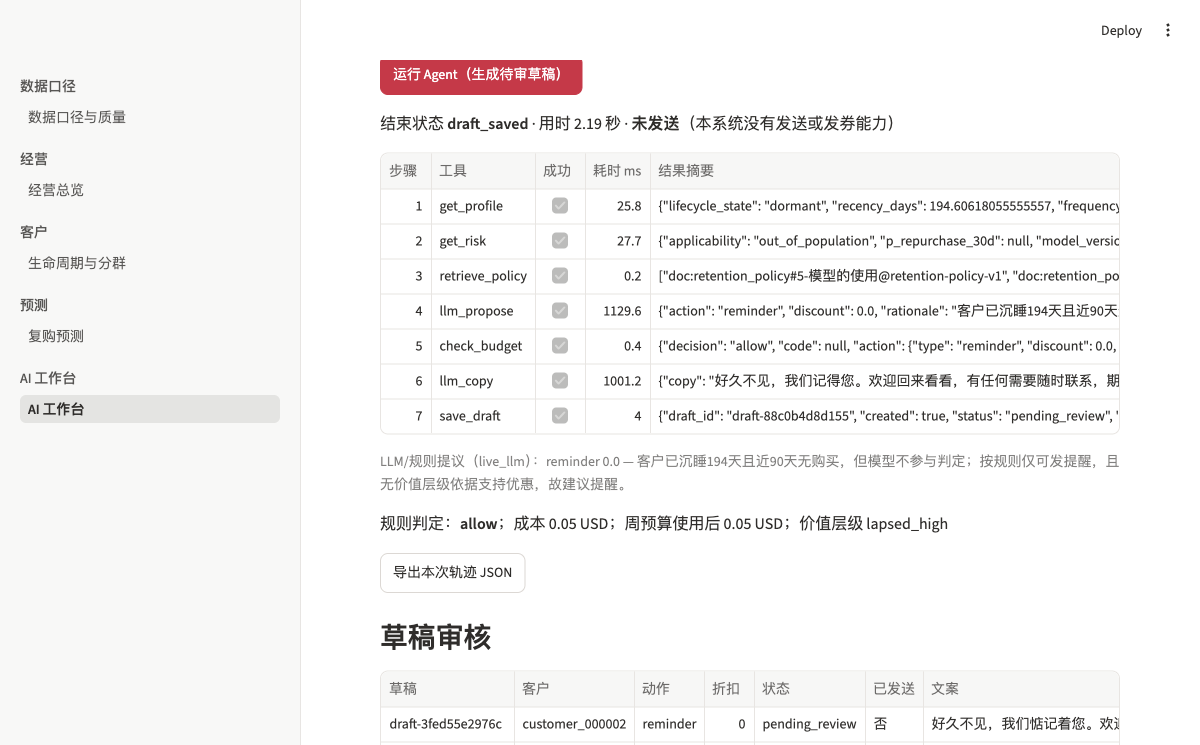 Deploy
数据口径
数据口径与质量
经营
经营总览
客户
生命周期与分群
预测
复购预测
AI 工作台
AI 工作台
运行 Agent（生成待审草稿）
结束状态 draft_saved · 用时 2.19 秒 · 未发送（本系统没有发送或发券能力）
步骤 工具 成功 耗时 ms 结果摘要
1 get_profile 25.8 {"lifecycle_state": "dormant", "recency_days": 194.60618055555557, "frequency
2 get_risk 27.7 {"applicability": "out_of_population", "p_repurchase_30d": null, "model_versio
3 retrieve_policy 0.2 ["doc:retention_policy#5-模型的使用@retention-policy-v1", "doc:retention_po
4 llm_propose 1129.6 {"action": "reminder", "discount": 0.0, "rationale": "客户已沉睡194天且近90天
5 check_budget 0.4 {"decision": "allow", "code": null, "action": {"type": "reminder", "discount": 0.0,
6 llm_copy 1001.2 {"copy": "好久不见，我们记得您。欢迎回来看看，有任何需要随时联系，期
7 save_draft 4 {"draft_id": "draft-88c0b4d8d155", "created": true, "status": "pending_review", "
LLM/规则提议（live_llm）：reminder 0.0 — 客户已沉睡194天且近90天无购买，但模型不参与判定；按规则仅可发提醒，且
无价值层级依据支持优惠，故建议提醒。
规则判定：allow；成本 0.05 USD；周预算使用后 0.05 USD；价值层级 lapsed_high
导出本次轨迹 JSON
草稿审核
草稿 客户 动作 折扣 状态 已发送 文案
draft-3fed55e2976c customer_000002 reminder 0 pending_review 否 好久不见，我们惦记着您。欢迎